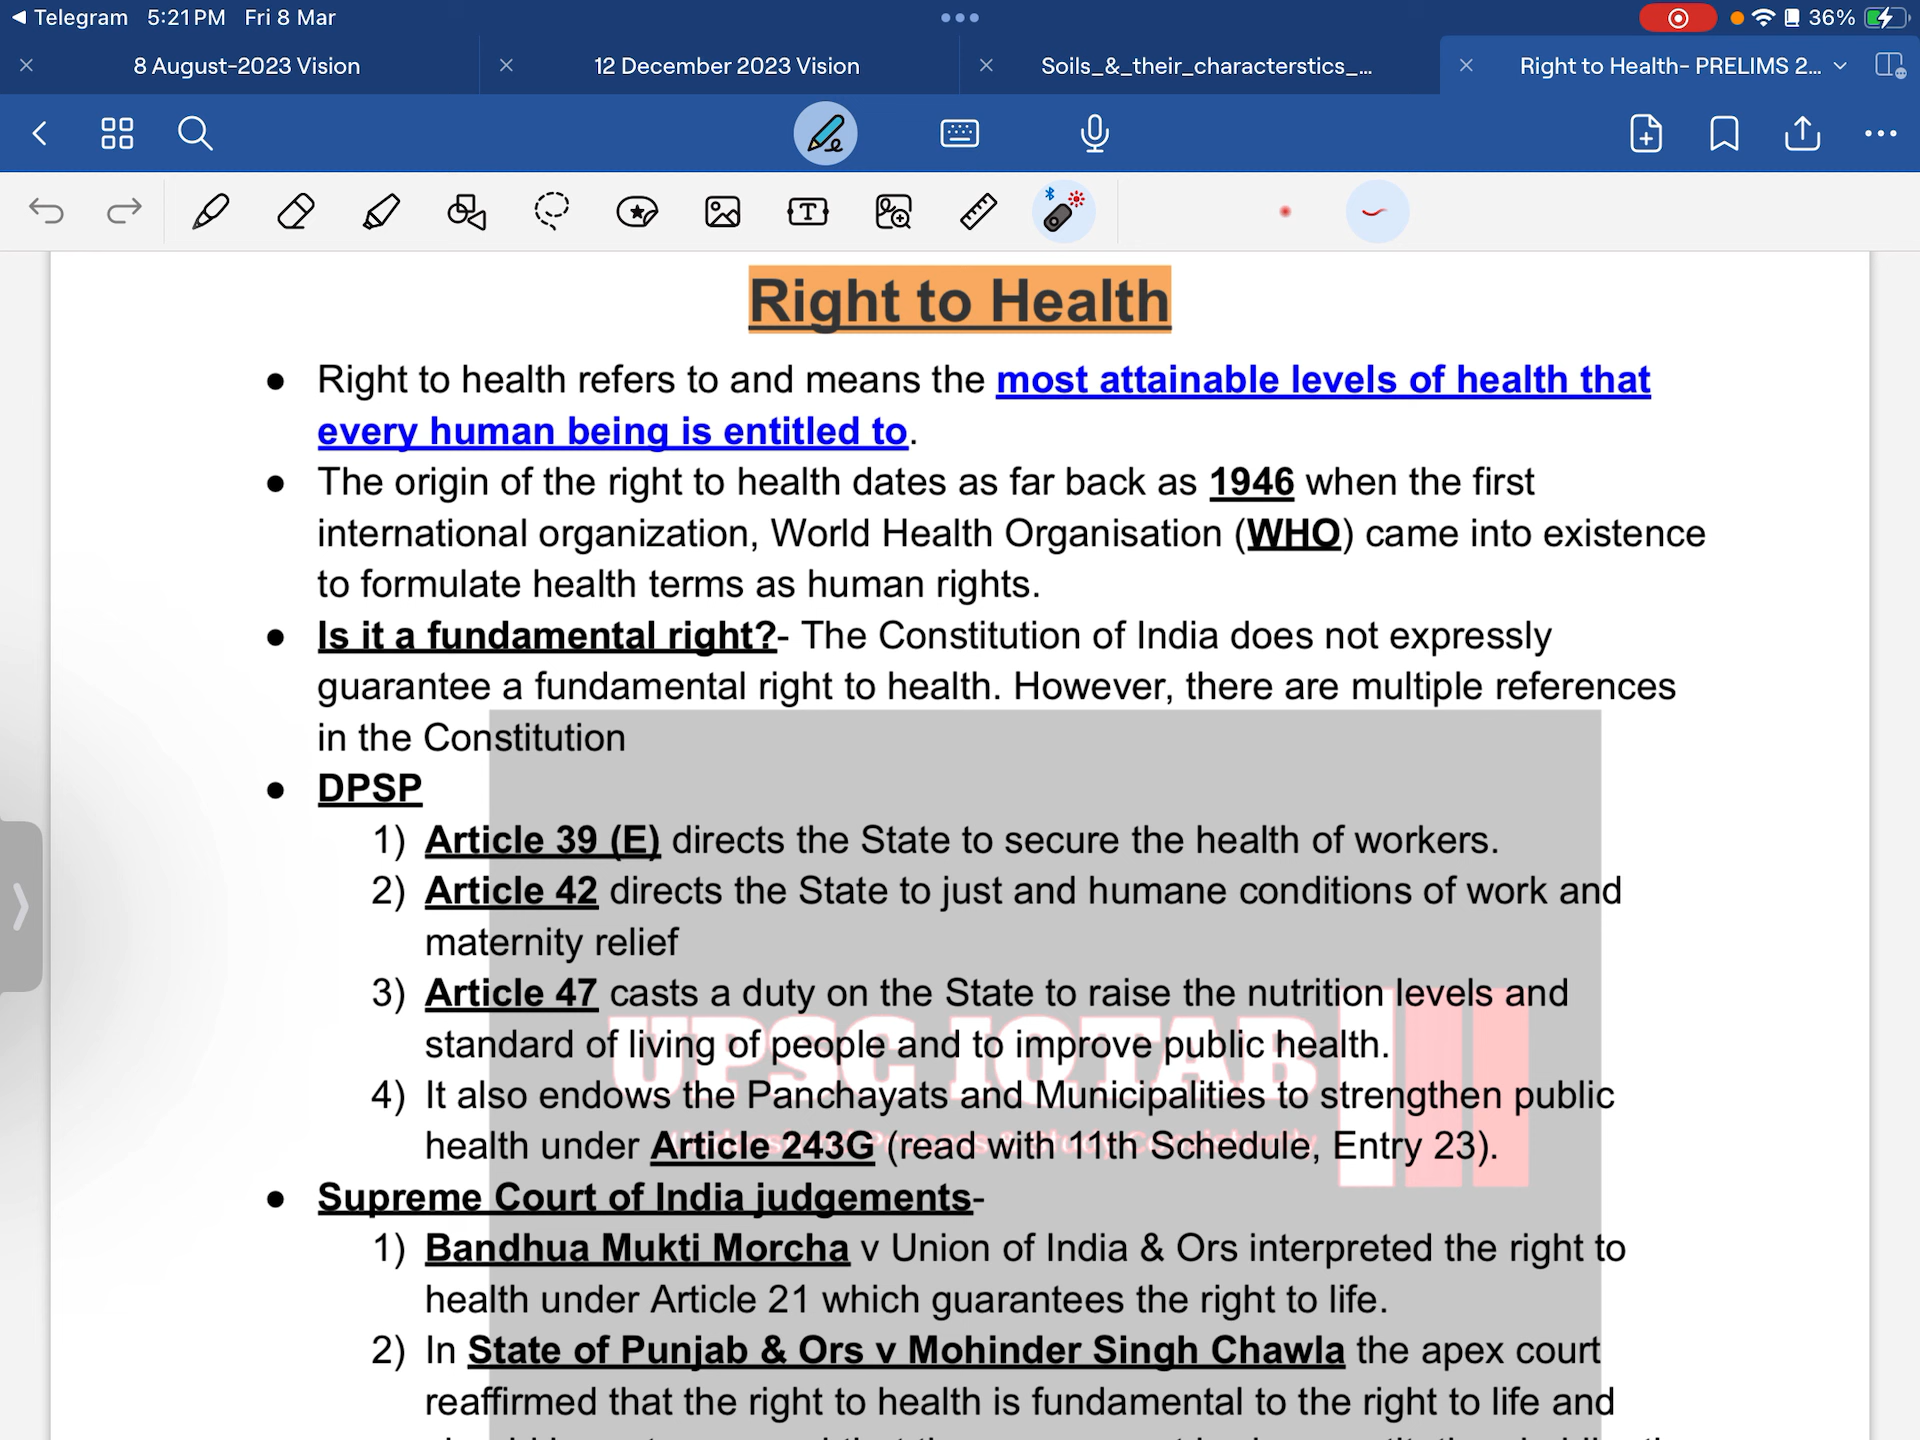 Telegram 5:21 PM Fri 8 Mar
36%
8 August-2023 Vision
12 December 2023 Vision
Soils_&_their_characterstics_...
Right to Health- PRELIMS 2...
Right to Health
● Right to health refers to and means the most attainable levels of health that
every human being is entitled to.
● The origin of the right to health dates as far back as 1946 when the first
international organization, World Health Organisation (WHO) came into existence
to formulate health terms as human rights.
● Is it a fundamental right?- The Constitution of India does not expressly
guarantee a fundamental right to health. However, there are multiple references
in the Constitution
● DPSP
1) Article 39 (E) directs the State to secure the health of workers.
2) Article 42 directs the State to just and humane conditions of work and
maternity relief
3) Article 47 casts a duty on the State to raise the nutrition levels and
standard of living of people and to improve public health.
UPSC IQTAB
4) It also endows the Panchayats and Municipalities to strengthen public
health under Article 243G (read with 11th Schedule, Entry 23).
● Supreme Court of India judgements-
1) Bandhua Mukti Morcha v Union of India & Ors interpreted the right to
health under Article 21 which guarantees the right to life.
2) In State of Punjab & Ors v Mohinder Singh Chawla the apex court
reaffirmed that the right to health is fundamental to the right to life and